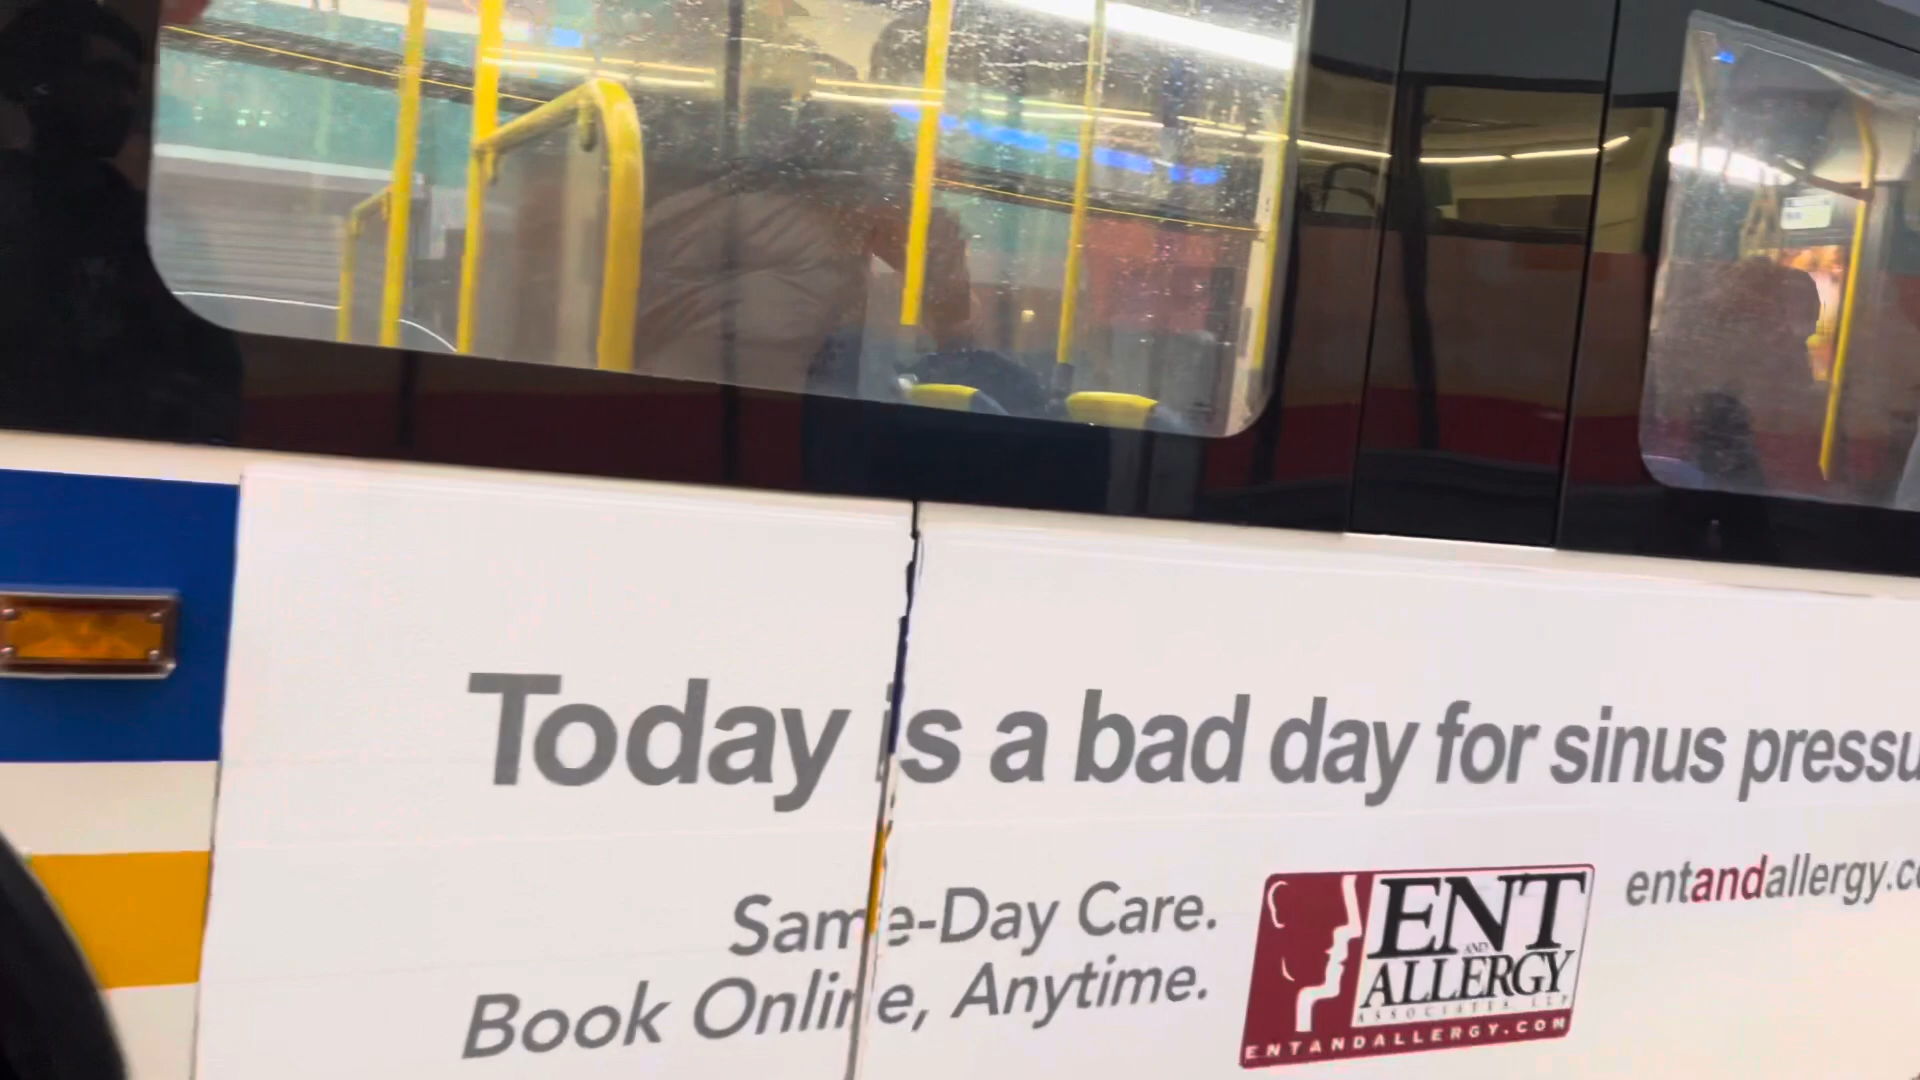 Today is a bad day for sinus pressu
Same-Day Care.
Book Online, Anytime.
ENT
AND
ALLERGY
ASSOCIATES, LLP
ENTANDALLERGY.COM
entandallergy.co